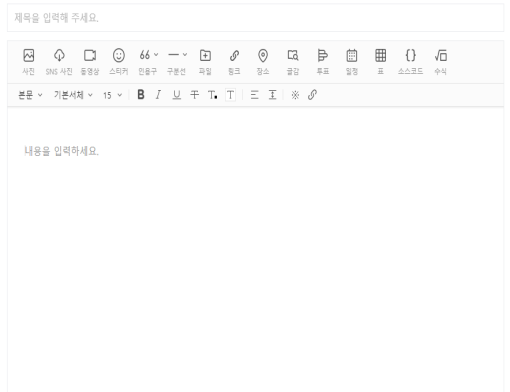 제목을 입력해 주세요.
사진 SNS 사진 동영상 스티커 인용구 구분선 파일 링크 장소 글감 투표 일정 표 소스코드 수식
본문 기본서체 15 B I U T T T
내용을 입력하세요.